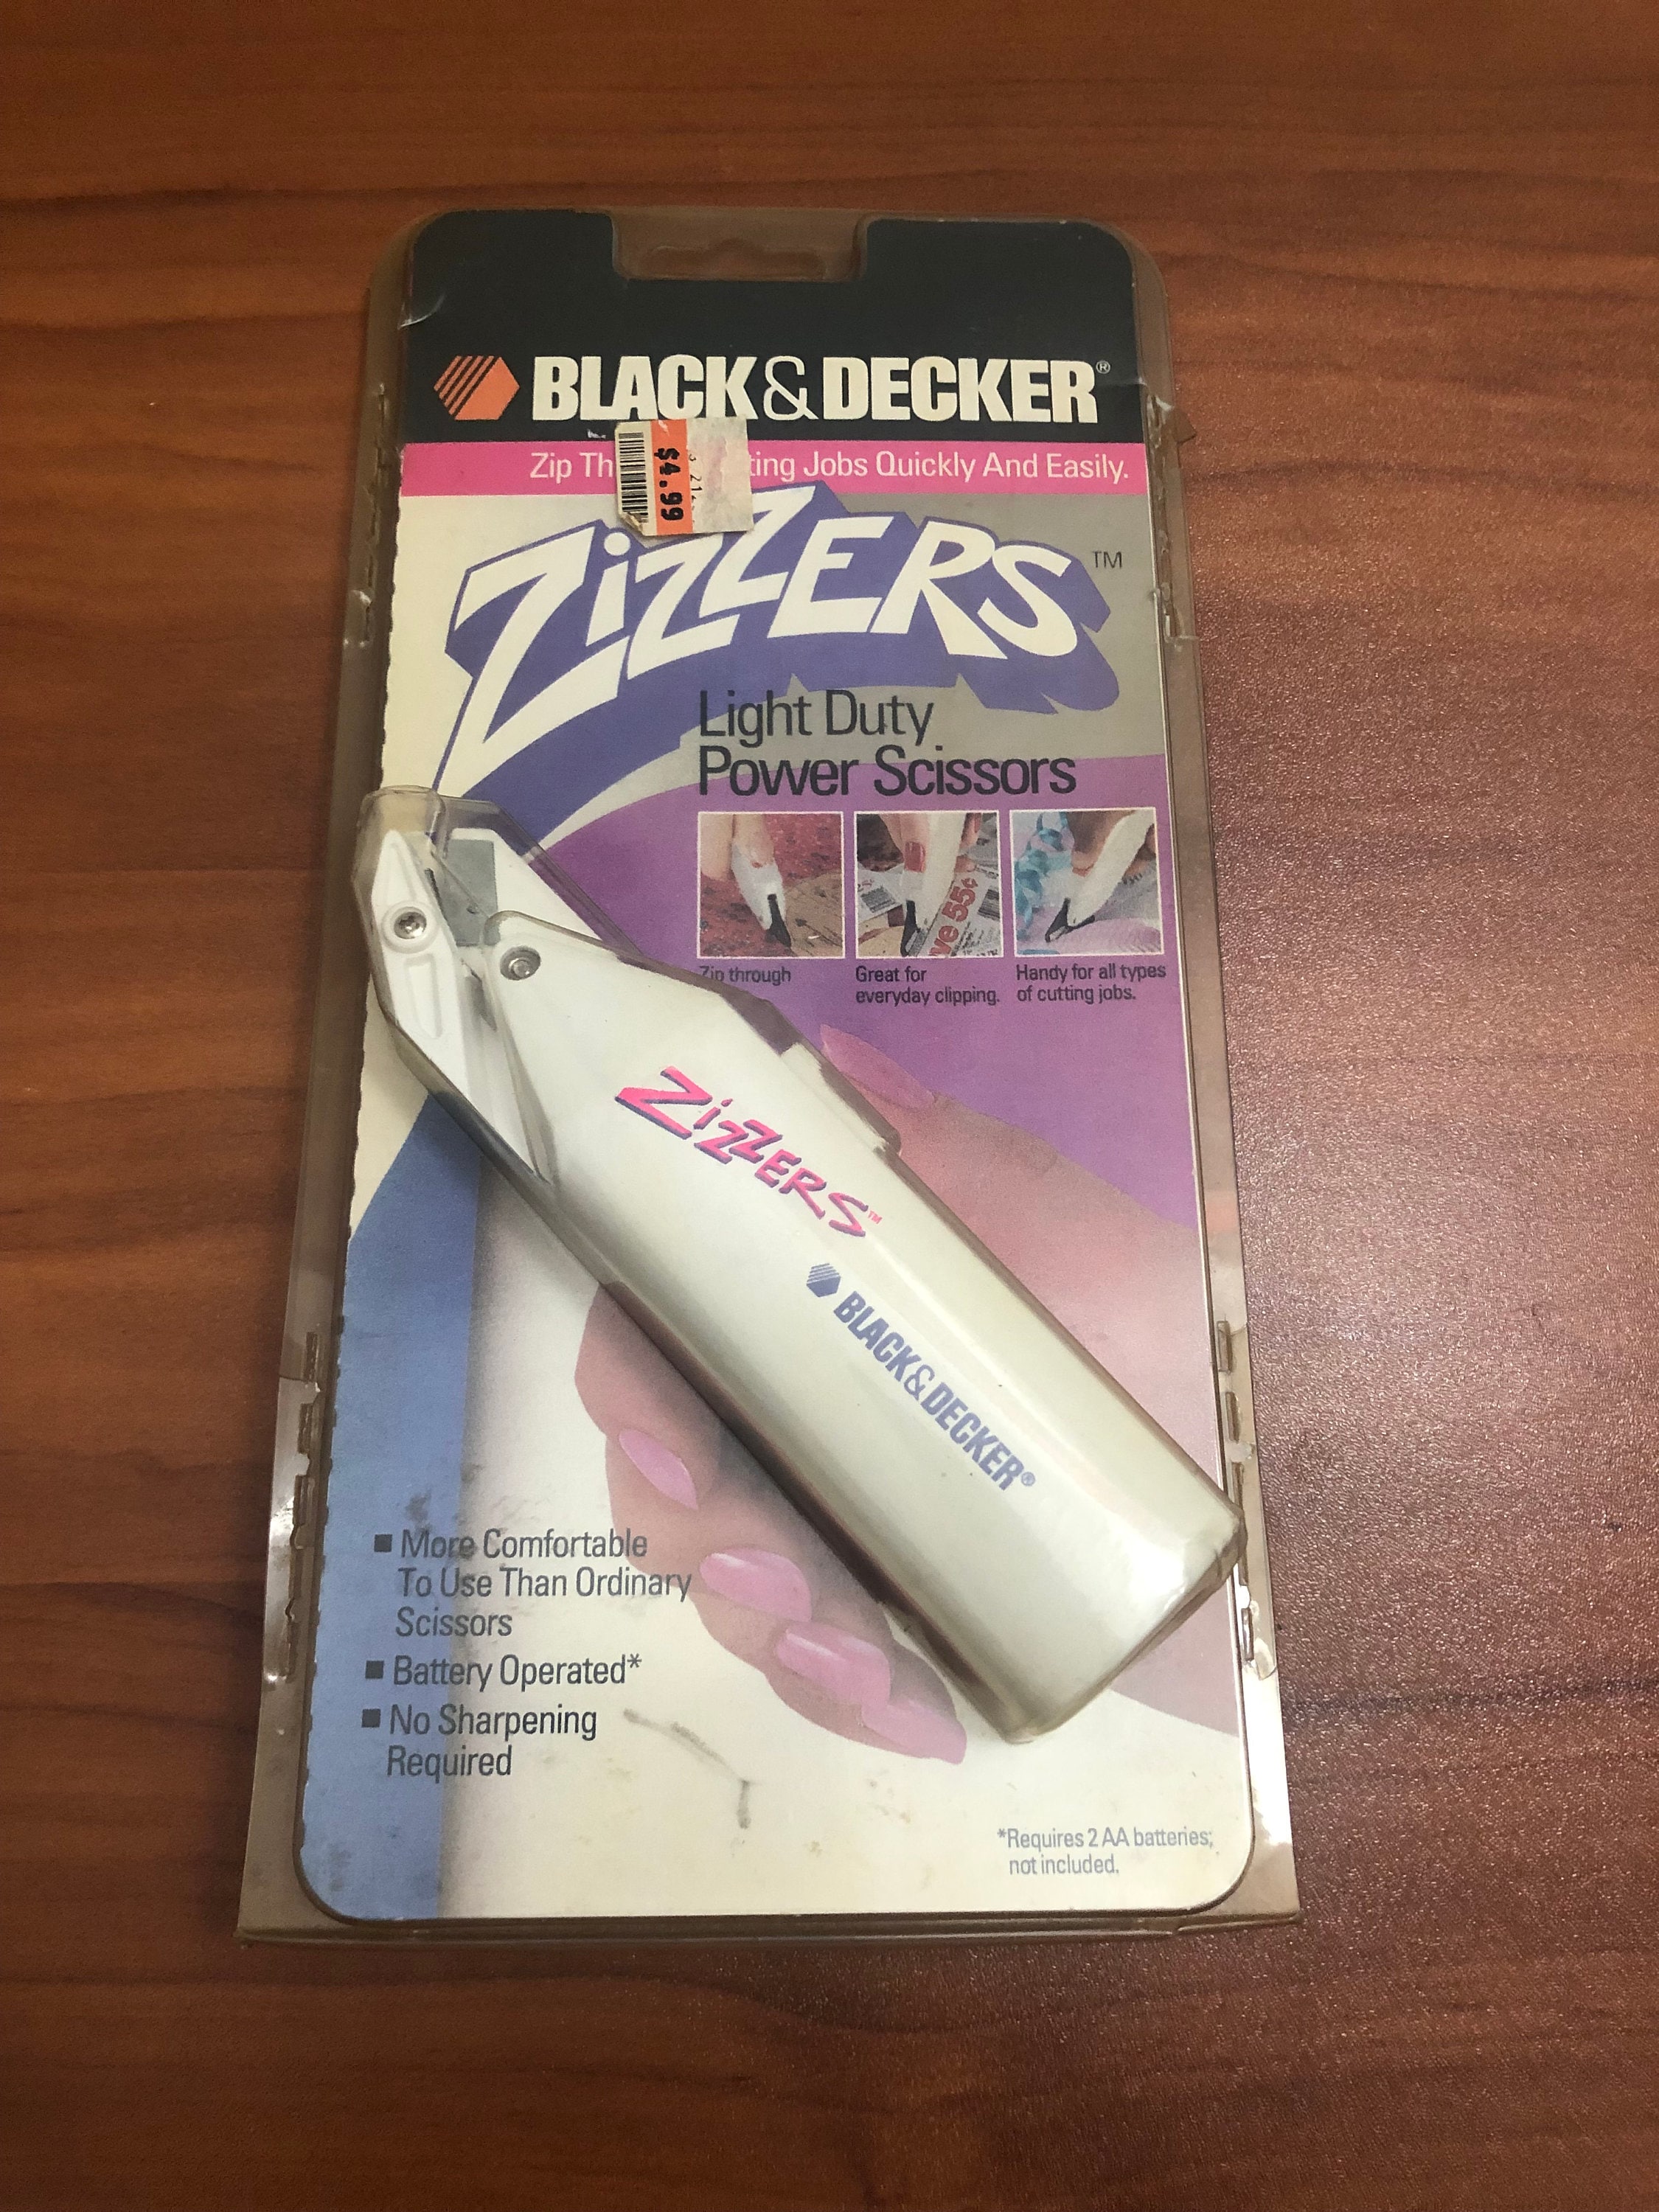 BLACK&DECKER®
Zip Th ting Jobs Quickly And Easily.
$4.99
ZIZZERS™
Light Duty
Power Scissors
ve 55¢
Zip through
Great for
everyday clipping.
Handy for all types
of cutting jobs.
ZIZZERS™
BLACK&DECKER®
■ More Comfortable
To Use Than Ordinary
Scissors
■ Battery Operated*
■ No Sharpening
Required
*Requires 2 AA batteries;
not included.